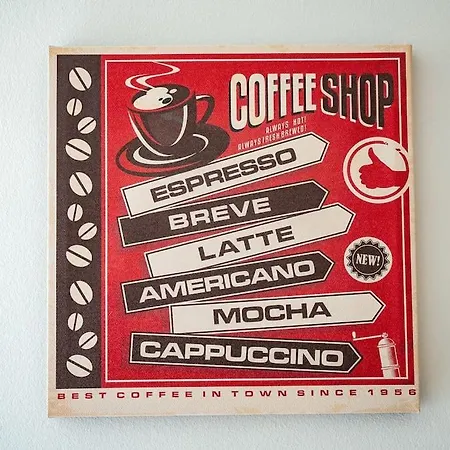 COFFEE SHOP
ALWAYS HOT!
ALWAYS FRESH BREWED!
ESPRESSO
BREVE
LATTE
AMERICANO
NEW!
MOCHA
CAPPUCCINO
BEST COFFEE IN TOWN SINCE 1956